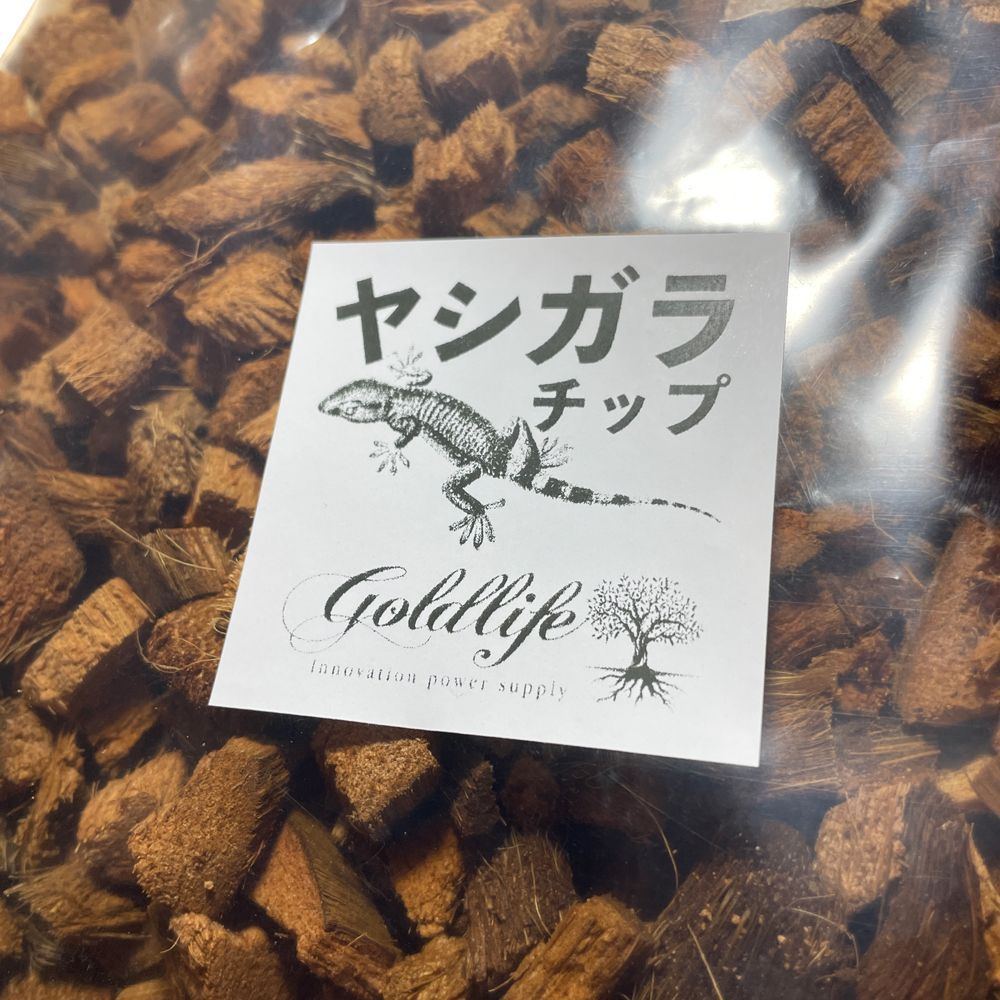 ヤシガラ
チップ
Goldlife
Innovation power supply